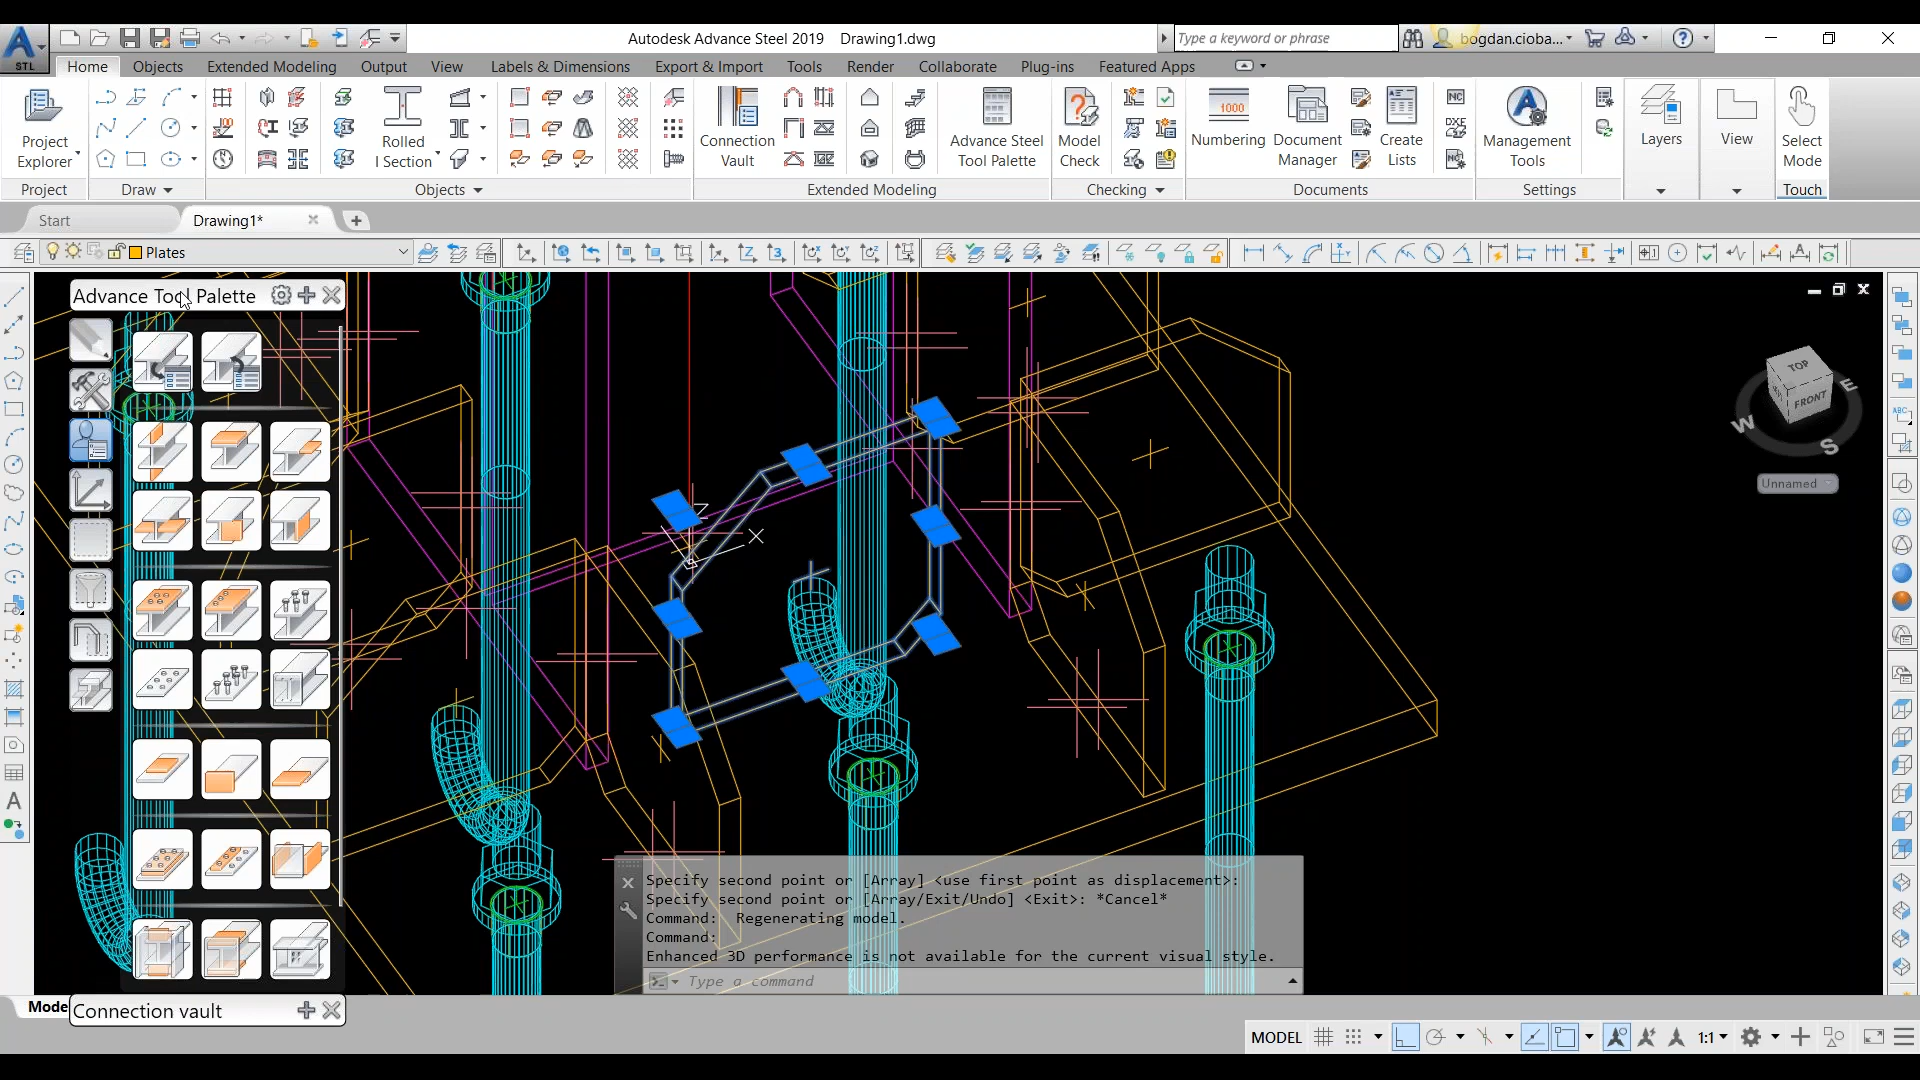 STL
Autodesk Advance Steel 2019 Drawing1.dwg
Type a keyword or phrase
bogdan.cioba...
Home Objects Extended Modeling Output View Labels & Dimensions Export & Import Tools Render Collaborate Plug-ins Featured Apps
Project
Explorer
Rolled
I Section
Connection
Vault
Advance Steel
Tool Palette
Model
Check
1000
Numbering
Document
Manager
Create
Lists
NC
DXF
Management
Tools
Layers
View
Select
Mode
Project Draw Objects Extended Modeling Checking Documents Settings Touch
Start Drawing1*
Plates
Advance Tool Palette
TOP
FRONT
W
E
S
Unnamed
X
Z
Specify second point or [Array] <use first point as displacement>:
Specify second point or [Array/Exit/Undo] <Exit>: *Cancel*
Command: Regenerating model.
Command:
Enhanced 3D performance is not available for the current visual style.
Type a command
Mode
Connection vault
MODEL
1:1